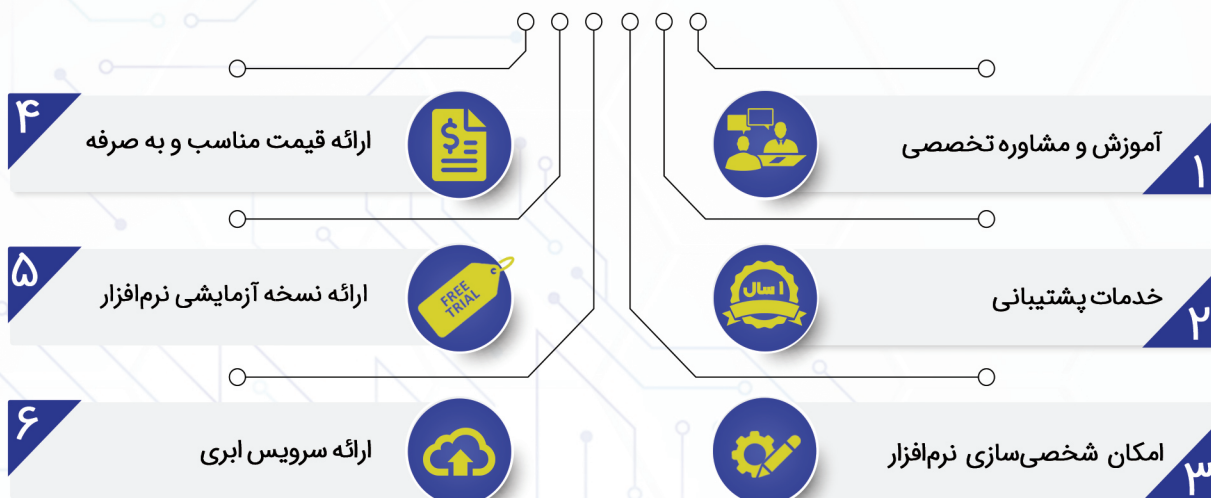 آموزش و مشاوره تخصصی
۱
خدمات پشتیبانی
۱ سال
۲
امکان شخصی‌سازی نرم‌افزار
۳
ارائه قیمت مناسب و به صرفه
$
۴
ارائه نسخه آزمایشی نرم‌افزار
FREE
TRIAL
۵
ارائه سرویس ابری
۶